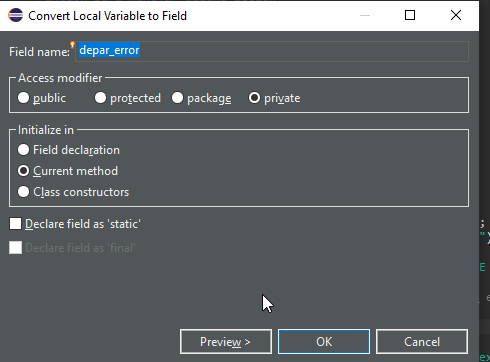 Convert Local Variable to Field
Field name: depar_error
Access modifier
public protected package private
Initialize in
Field declaration
Current method
Class constructors
Declare field as 'static'
Declare field as 'final'
Preview > OK Cancel